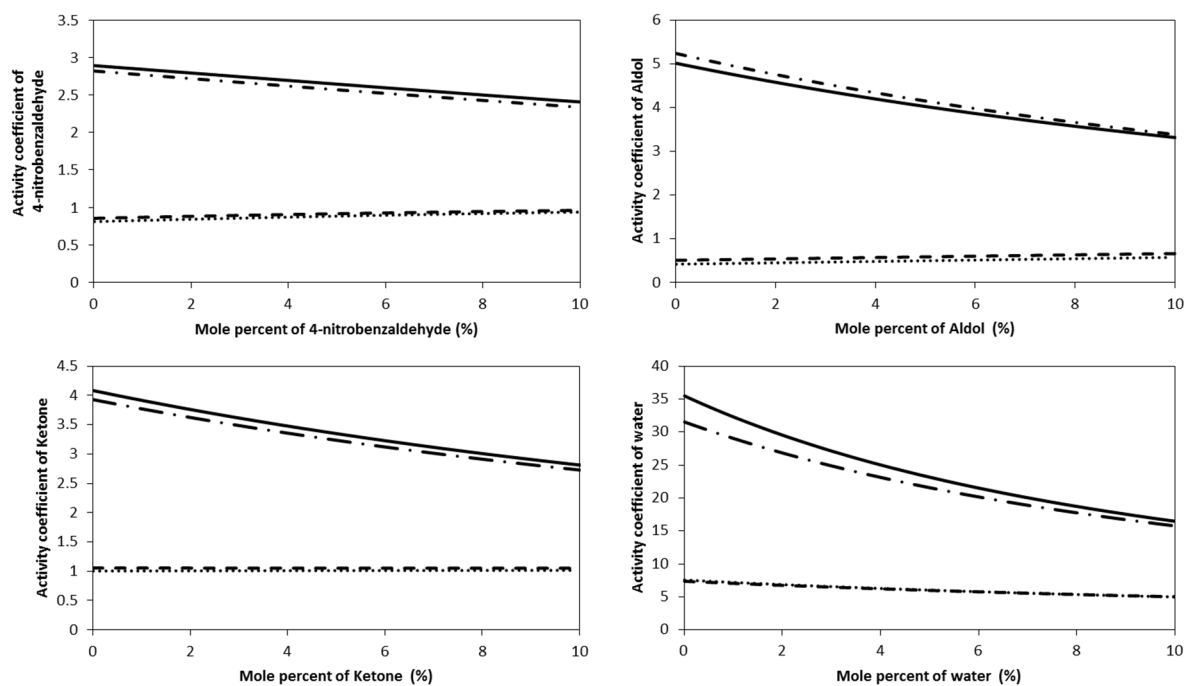 3.5
3
2.5
2
1.5
1
0.5
0
Activity coefficient of
4-nitrobenzaldehyde
0 2 4 6 8 10
Mole percent of 4-nitrobenzaldehyde (%)
6
5
4
3
2
1
0
Activity coefficient of Aldol
0 2 4 6 8 10
Mole percent of Aldol (%)
4.5
4
3.5
3
2.5
2
1.5
1
0.5
0
Activity coefficient of Ketone
0 2 4 6 8 10
Mole percent of Ketone (%)
40
35
30
25
20
15
10
5
0
Activity coefficient of water
0 2 4 6 8 10
Mole percent of water (%)